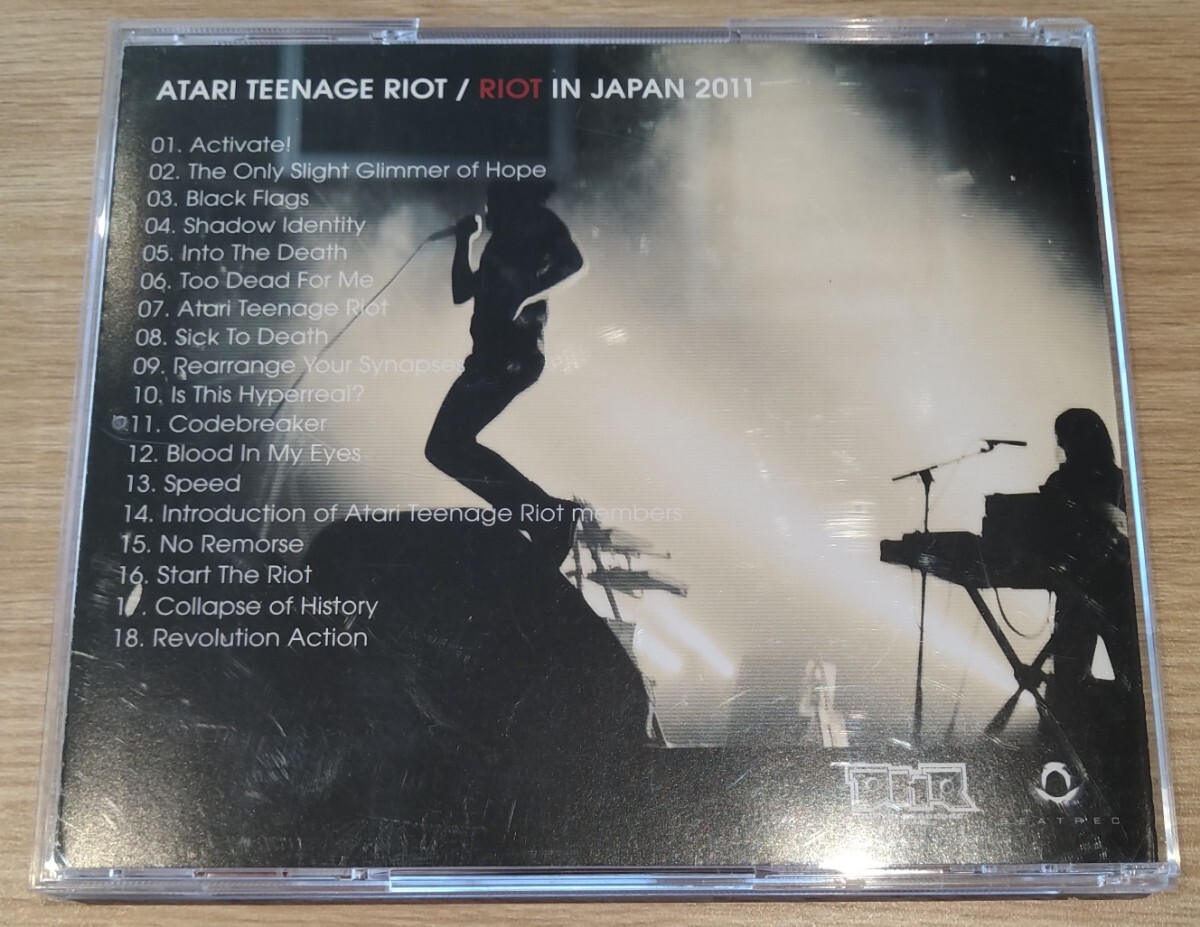 ATARI TEENAGE RIOT / RIOT IN JAPAN 2011
01. Activate!
02. The Only Slight Glimmer of Hope
03. Black Flags
04. Shadow Identity
05. Into The Death
06. Too Dead For Me
07. Atari Teenage Riot
08. Sick To Death
09. Rearrange Your Synapses
10. Is This Hyperreal?
11. Codebreaker
12. Blood In My Eyes
13. Speed
14. Introduction of Atari Teenage Riot members
15. No Remorse
16. Start The Riot
17. Collapse of History
18. Revolution Action
DHR